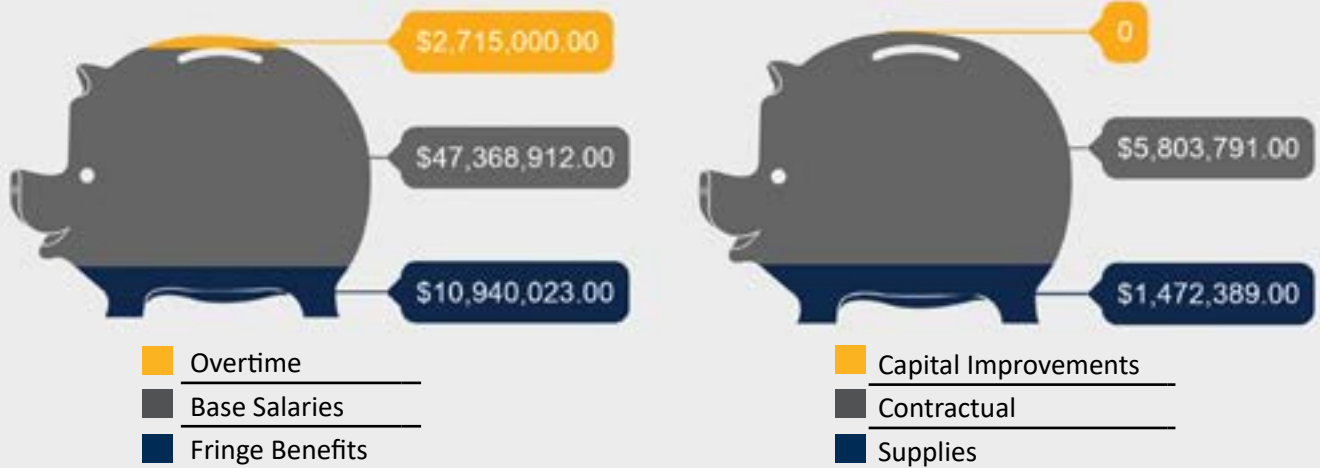 $2,715,000.00
$47,368,912.00
$10,940,023.00
Overtime
Base Salaries
Fringe Benefits
0
$5,803,791.00
$1,472,389.00
Capital Improvements
Contractual
Supplies